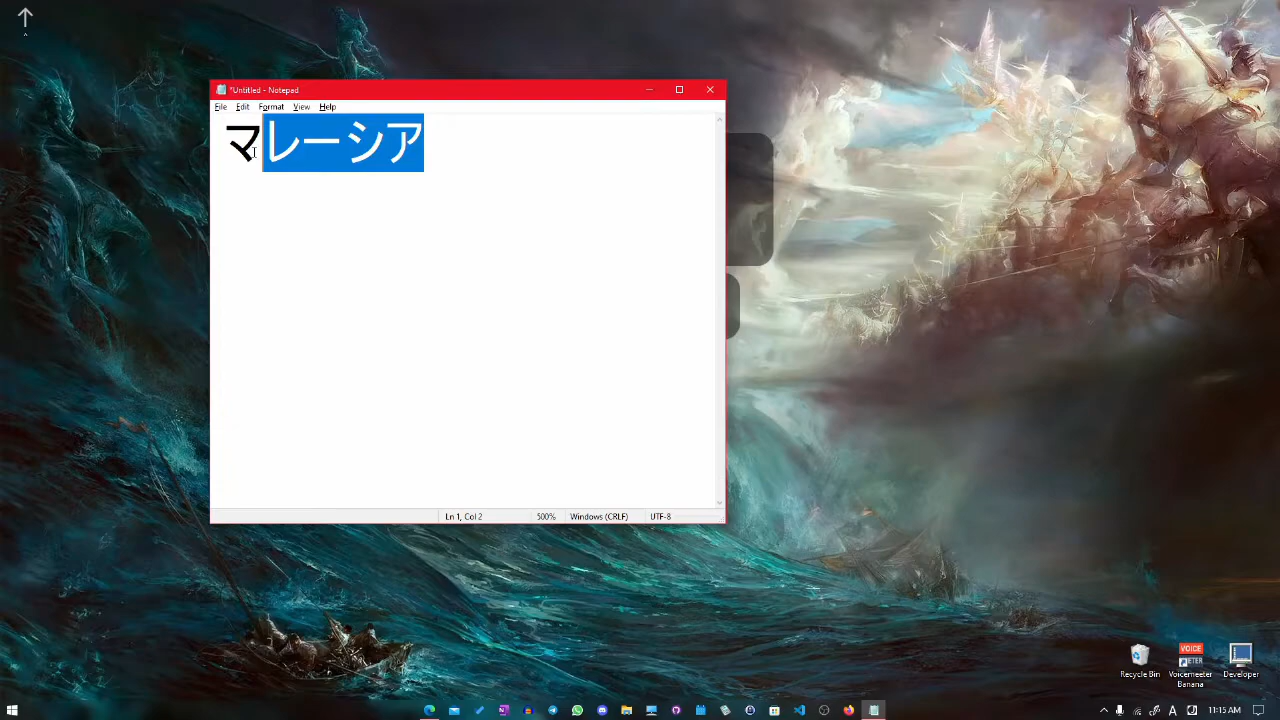 ^
*Untitled - Notepad
File Edit Format View Help
マレーシア
Ln 1, Col 2 500% Windows (CRLF) UTF-8
Recycle Bin
VOICE
METER
Voicemeeter Banana
Developer
11:15 AM